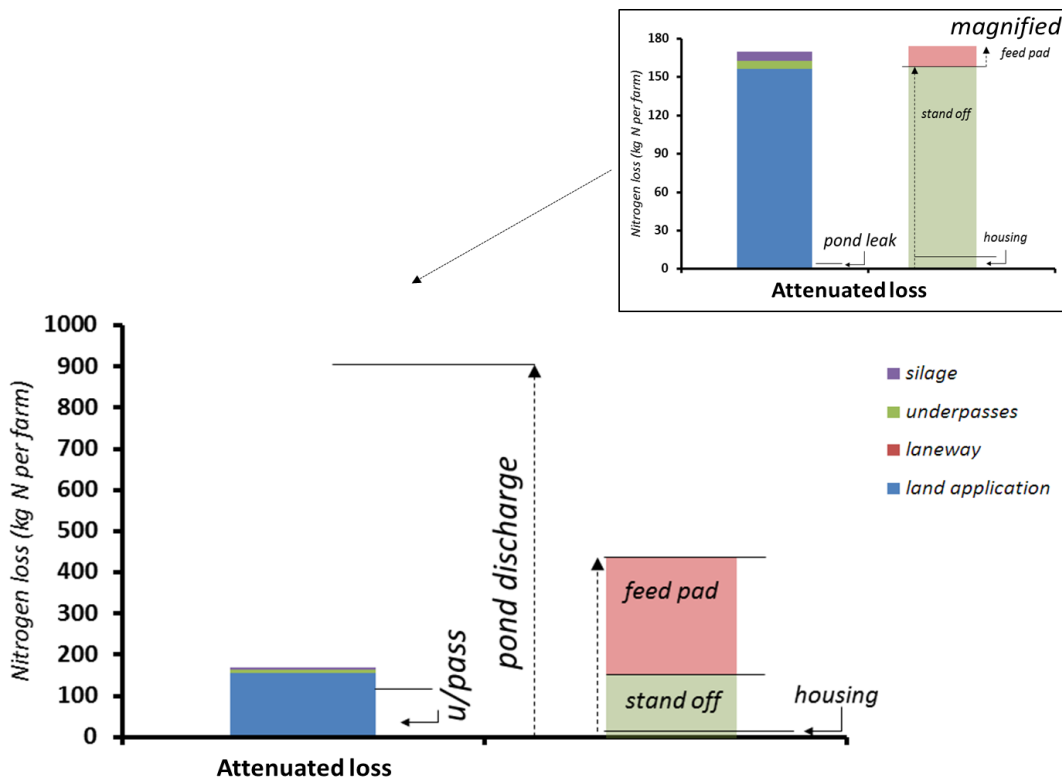 magnified
Nitrogen loss (kg N per farm)
180
150
120
90
60
30
0
feed pad
stand off
pond leak
housing
Attenuated loss
Nitrogen loss (kg N per farm)
1000
900
800
700
600
500
400
300
200
100
0
u/pass
pond discharge
feed pad
stand off
housing
Attenuated loss
silage
underpasses
laneway
land application